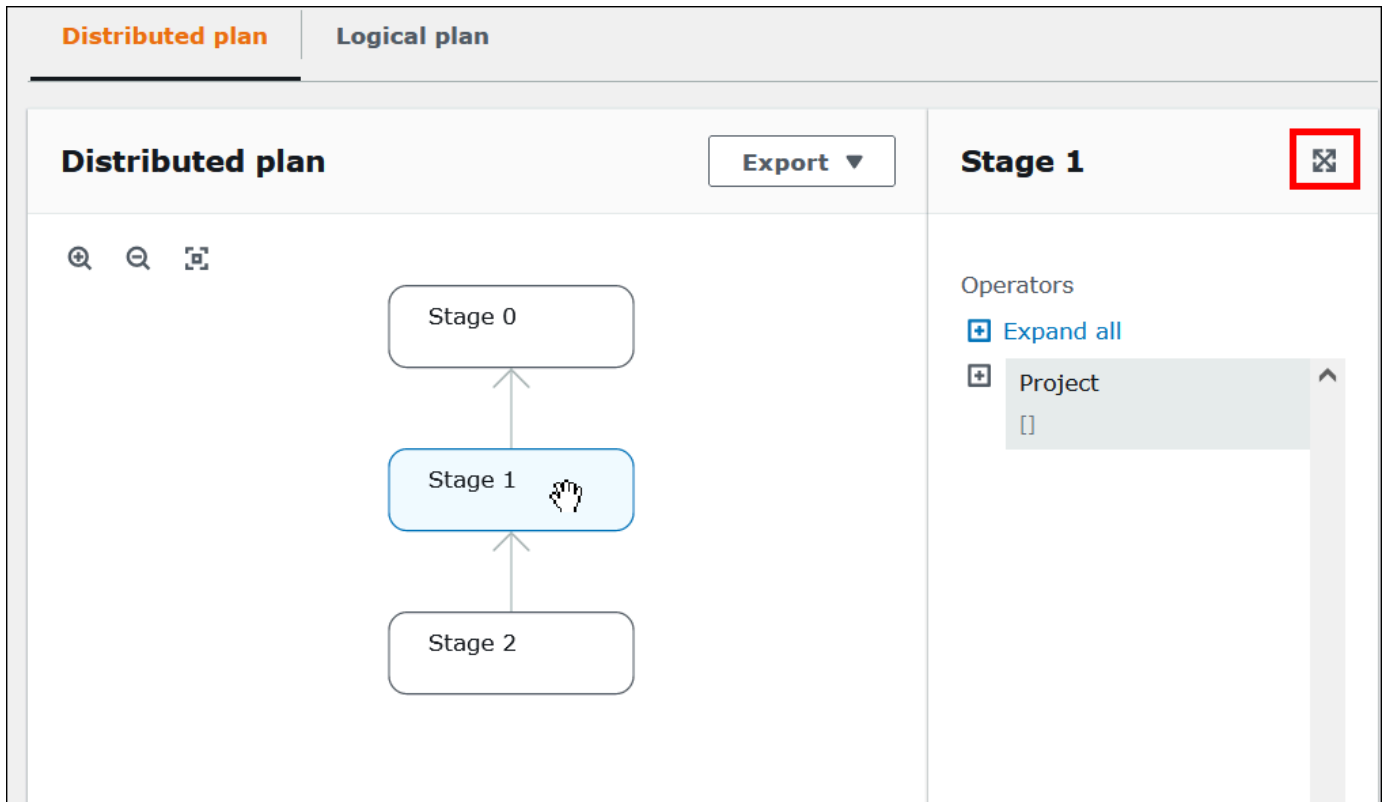 Distributed plan
Logical plan
Distributed plan
Export
Stage 0
Stage 1
Stage 2
Stage 1
Operators
Expand all
Project
[]